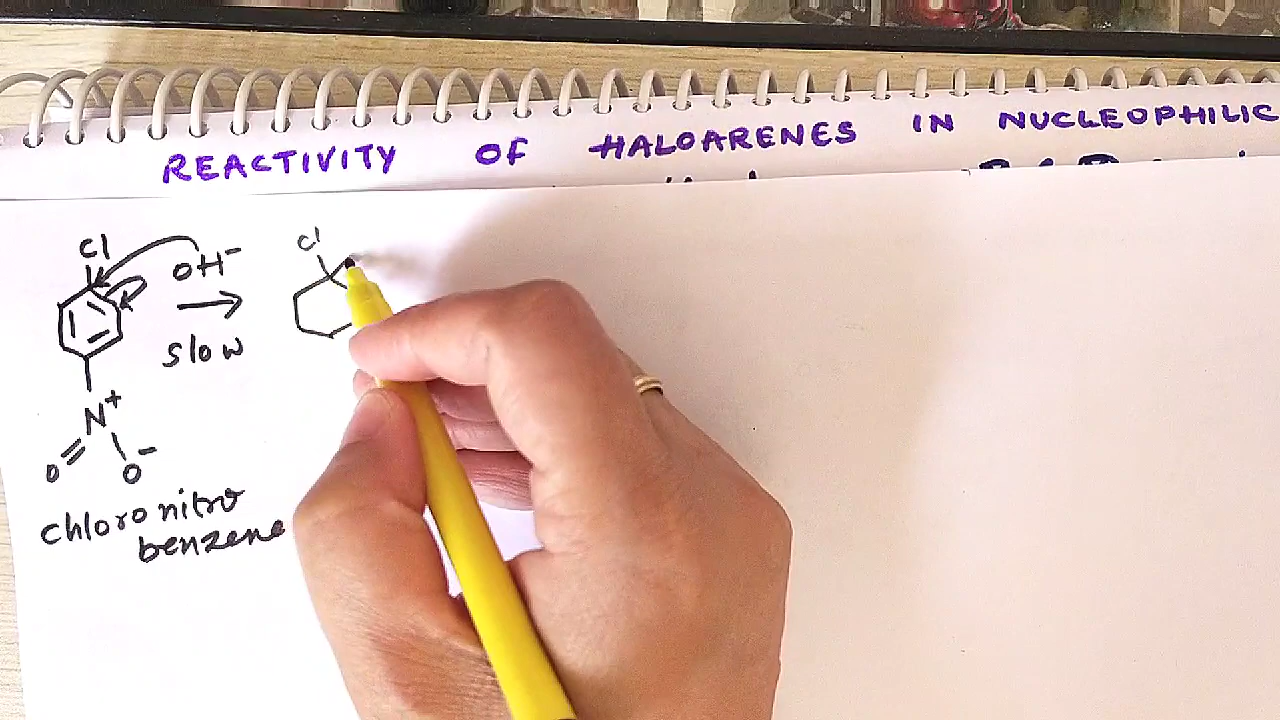 REACTIVITY OF HALOARENES IN NUCLEOPHILIC
Cl
OH⁻
slow
N⁺
O
O⁻
chloronitro
benzene
Cl